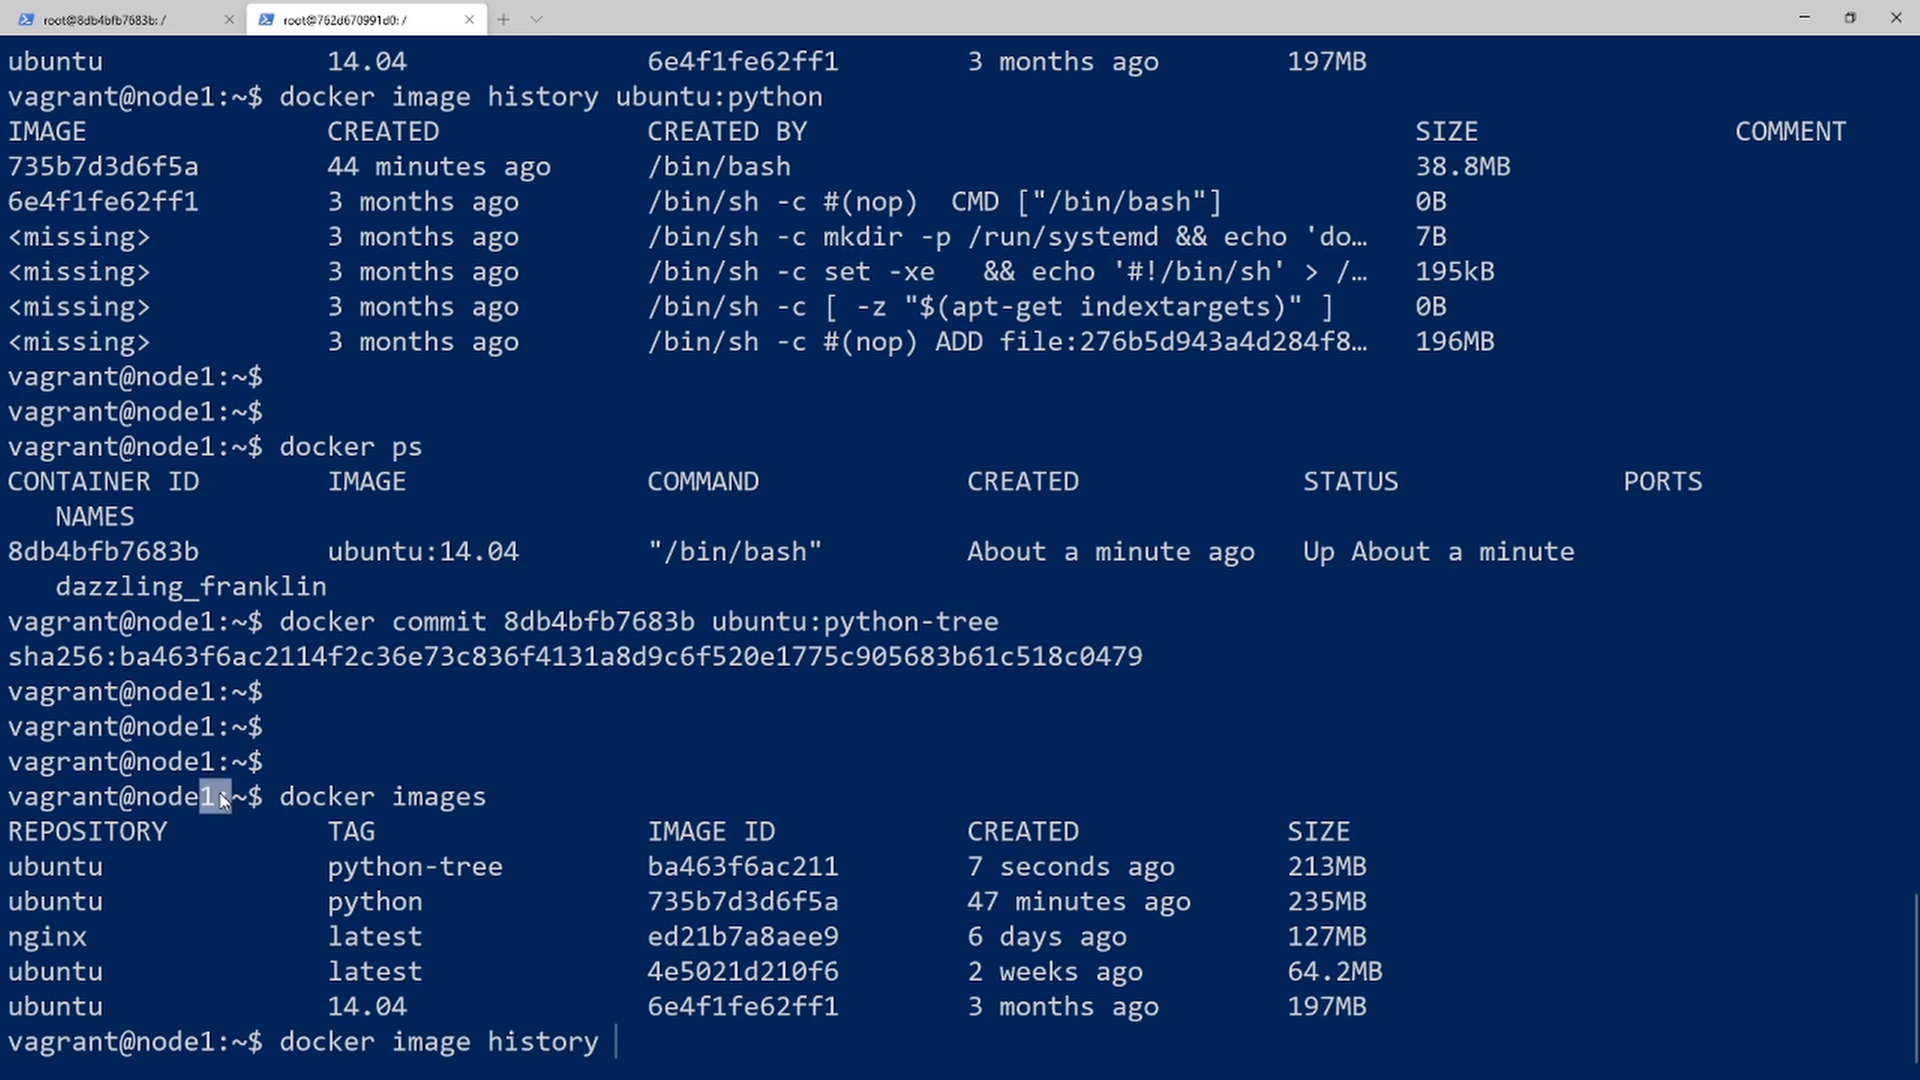 root@8db4bfb7683b: /
root@762d670991d0: /
ubuntu 14.04 6e4f1fe62ff1 3 months ago 197MB
vagrant@node1:~$ docker image history ubuntu:python
IMAGE CREATED CREATED BY SIZE COMMENT
735b7d3d6f5a 44 minutes ago /bin/bash 38.8MB
6e4f1fe62ff1 3 months ago /bin/sh -c #(nop)  CMD ["/bin/bash"] 0B
<missing> 3 months ago /bin/sh -c mkdir -p /run/systemd && echo 'do… 7B
<missing> 3 months ago /bin/sh -c set -xe   && echo '#!/bin/sh' > /… 195kB
<missing> 3 months ago /bin/sh -c [ -z "$(apt-get indextargets)" ] 0B
<missing> 3 months ago /bin/sh -c #(nop) ADD file:276b5d943a4d284f8… 196MB
vagrant@node1:~$
vagrant@node1:~$
vagrant@node1:~$ docker ps
CONTAINER ID IMAGE COMMAND CREATED STATUS PORTS
NAMES
8db4bfb7683b ubuntu:14.04 "/bin/bash" About a minute ago Up About a minute
dazzling_franklin
vagrant@node1:~$ docker commit 8db4bfb7683b ubuntu:python-tree
sha256:ba463f6ac2114f2c36e73c836f4131a8d9c6f520e1775c905683b61c518c0479
vagrant@node1:~$
vagrant@node1:~$
vagrant@node1:~$
vagrant@node1:~$ docker images
REPOSITORY TAG IMAGE ID CREATED SIZE
ubuntu python-tree ba463f6ac211 7 seconds ago 213MB
ubuntu python 735b7d3d6f5a 47 minutes ago 235MB
nginx latest ed21b7a8aee9 6 days ago 127MB
ubuntu latest 4e5021d210f6 2 weeks ago 64.2MB
ubuntu 14.04 6e4f1fe62ff1 3 months ago 197MB
vagrant@node1:~$ docker image history